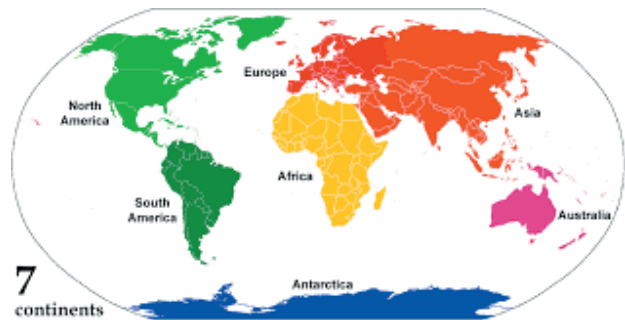 Europe
North
America
Asia
Africa
South
America
Australia
Antarctica
7
continents